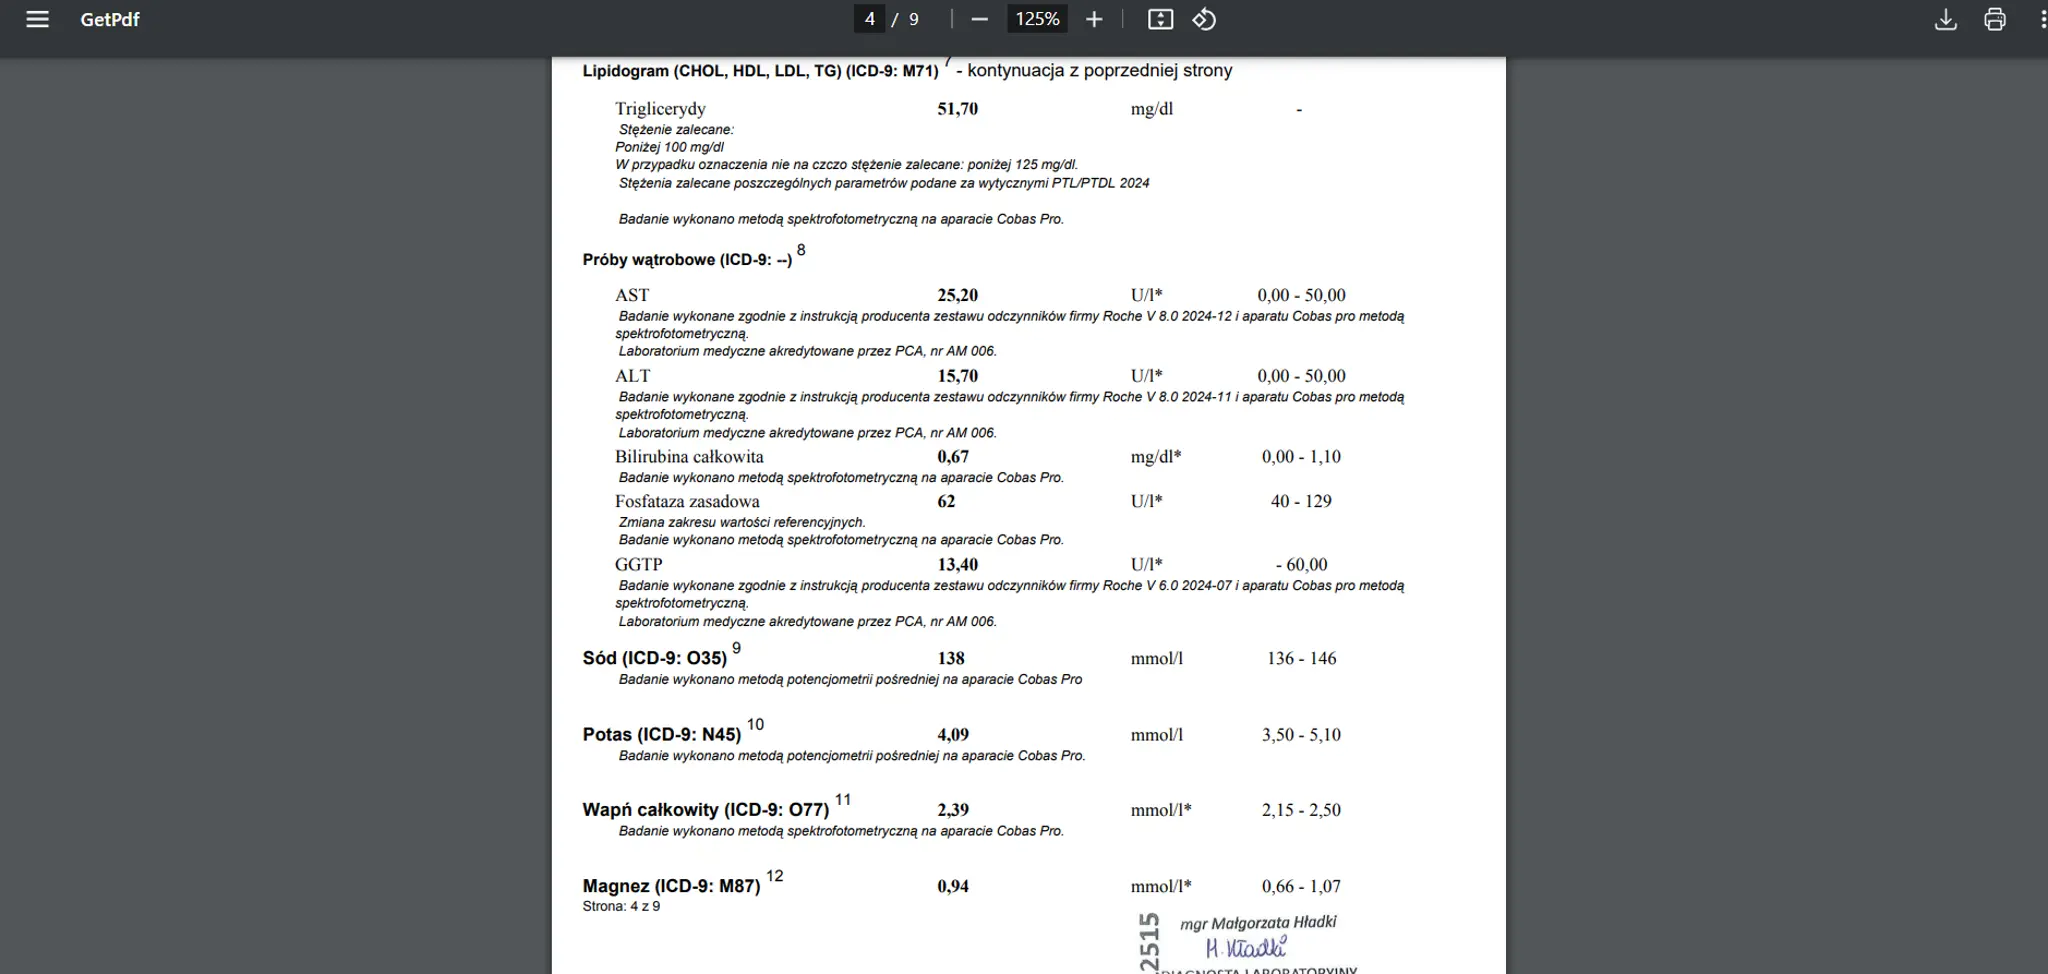 GetPdf
4 / 9
125%
Lipidogram (CHOL, HDL, LDL, TG) (ICD-9: M71) 7 - kontynuacja z poprzedniej strony
Triglicerydy 51,70 mg/dl -
Stężenie zalecane:
Poniżej 100 mg/dl
W przypadku oznaczenia nie na czczo stężenie zalecane: poniżej 125 mg/dl.
Stężenia zalecane poszczególnych parametrów podane za wytycznymi PTL/PTDL 2024
Badanie wykonano metodą spektrofotometryczną na aparacie Cobas Pro.
Próby wątrobowe (ICD-9: --) 8
AST 25,20 U/l* 0,00 - 50,00
Badanie wykonane zgodnie z instrukcją producenta zestawu odczynników firmy Roche V 8.0 2024-12 i aparatu Cobas pro metodą
spektrofotometryczną.
Laboratorium medyczne akredytowane przez PCA, nr AM 006.
ALT 15,70 U/l* 0,00 - 50,00
Badanie wykonane zgodnie z instrukcją producenta zestawu odczynników firmy Roche V 8.0 2024-11 i aparatu Cobas pro metodą
spektrofotometryczną.
Laboratorium medyczne akredytowane przez PCA, nr AM 006.
Bilirubina całkowita 0,67 mg/dl* 0,00 - 1,10
Badanie wykonano metodą spektrofotometryczną na aparacie Cobas Pro.
Fosfataza zasadowa 62 U/l* 40 - 129
Zmiana zakresu wartości referencyjnych.
Badanie wykonano metodą spektrofotometryczną na aparacie Cobas Pro.
GGTP 13,40 U/l* - 60,00
Badanie wykonane zgodnie z instrukcją producenta zestawu odczynników firmy Roche V 6.0 2024-07 i aparatu Cobas pro metodą
spektrofotometryczną.
Laboratorium medyczne akredytowane przez PCA, nr AM 006.
Sód (ICD-9: O35) 9 138 mmol/l 136 - 146
Badanie wykonano metodą potencjometrii pośredniej na aparacie Cobas Pro
Potas (ICD-9: N45) 10 4,09 mmol/l 3,50 - 5,10
Badanie wykonano metodą potencjometrii pośredniej na aparacie Cobas Pro.
Wapń całkowity (ICD-9: O77) 11 2,39 mmol/l* 2,15 - 2,50
Badanie wykonano metodą spektrofotometryczną na aparacie Cobas Pro.
Magnez (ICD-9: M87) 12 0,94 mmol/l* 0,66 - 1,07
Strona: 4 z 9
2515
mgr Małgorzata Hładki
M. Hładki
DIAGNOSTA LABORATORYJNY